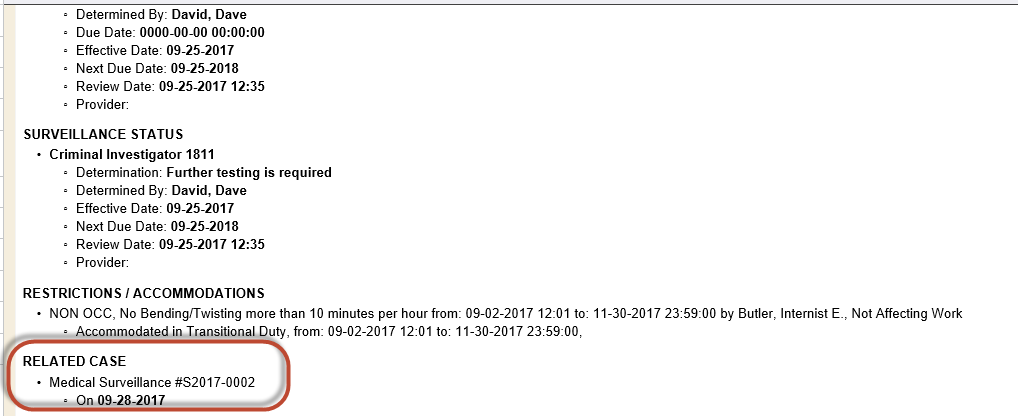 Determined By: David, Dave
Due Date: 0000-00-00 00:00:00
Effective Date: 09-25-2017
Next Due Date: 09-25-2018
Review Date: 09-25-2017 12:35
Provider:
SURVEILLANCE STATUS
Criminal Investigator 1811
Determination: Further testing is required
Determined By: David, Dave
Effective Date: 09-25-2017
Next Due Date: 09-25-2018
Review Date: 09-25-2017 12:35
Provider:
RESTRICTIONS / ACCOMMODATIONS
NON OCC, No Bending/Twisting more than 10 minutes per hour from: 09-02-2017 12:01 to: 11-30-2017 23:59:00 by Butler, Internist E., Not Affecting Work
Accommodated in Transitional Duty, from: 09-02-2017 12:01 to: 11-30-2017 23:59:00,
RELATED CASE
Medical Surveillance #S2017-0002
On 09-28-2017